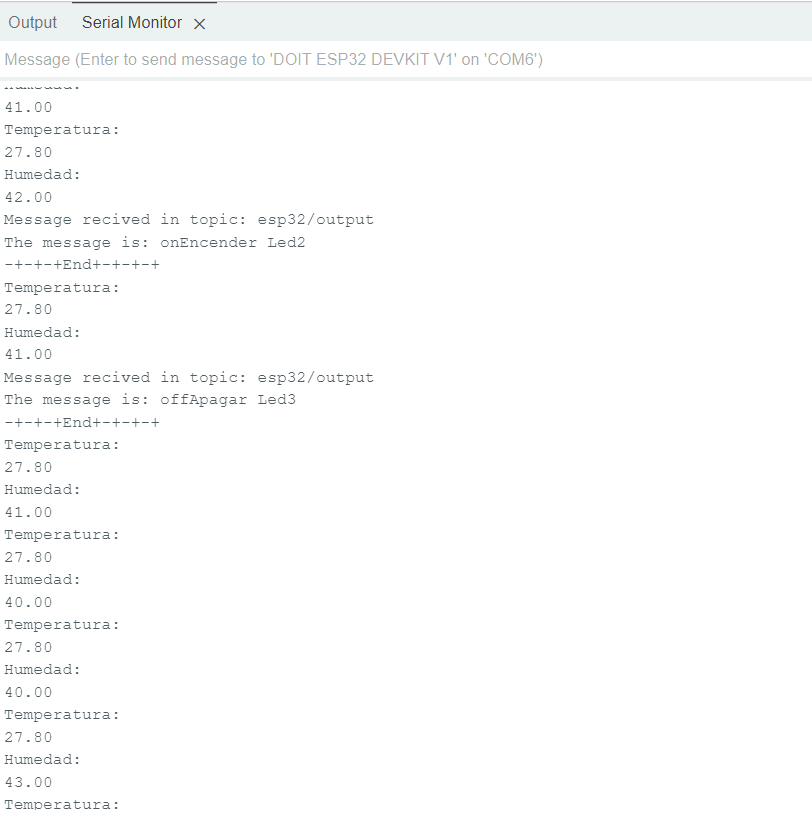 Output Serial Monitor
Message (Enter to send message to 'DOIT ESP32 DEVKIT V1' on 'COM6')
Humedad:
41.00
Temperatura:
27.80
Humedad:
42.00
Message recived in topic: esp32/output
The message is: onEncender Led2
-+-+-+End+-+-+-+
Temperatura:
27.80
Humedad:
41.00
Message recived in topic: esp32/output
The message is: offApagar Led3
-+-+-+End+-+-+-+
Temperatura:
27.80
Humedad:
41.00
Temperatura:
27.80
Humedad:
40.00
Temperatura:
27.80
Humedad:
40.00
Temperatura:
27.80
Humedad:
43.00
Temperatura: